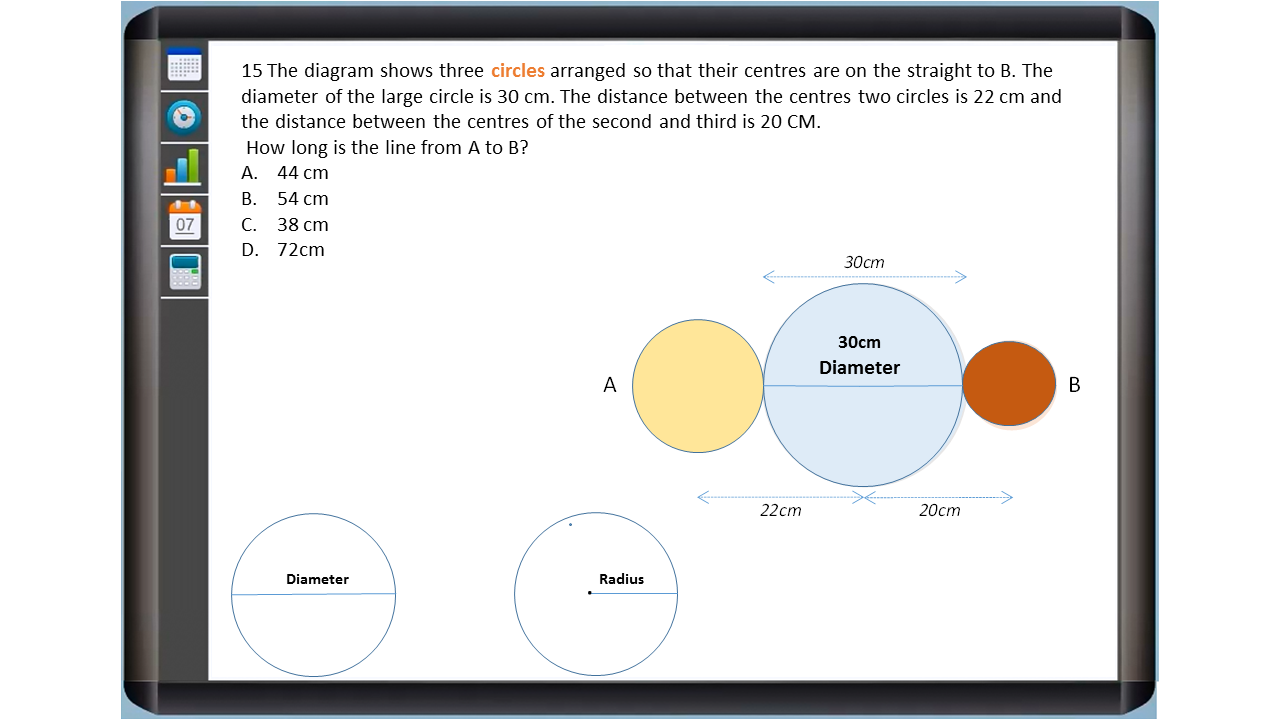 15 The diagram shows three circles arranged so that their centres are on the straight to B. The
diameter of the large circle is 30 cm. The distance between the centres two circles is 22 cm and
the distance between the centres of the second and third is 20 CM.
How long is the line from A to B?
A. 44 cm
B. 54 cm
C. 38 cm
D. 72cm
07
30cm
30cm
Diameter
A
B
22cm
20cm
Diameter
Radius